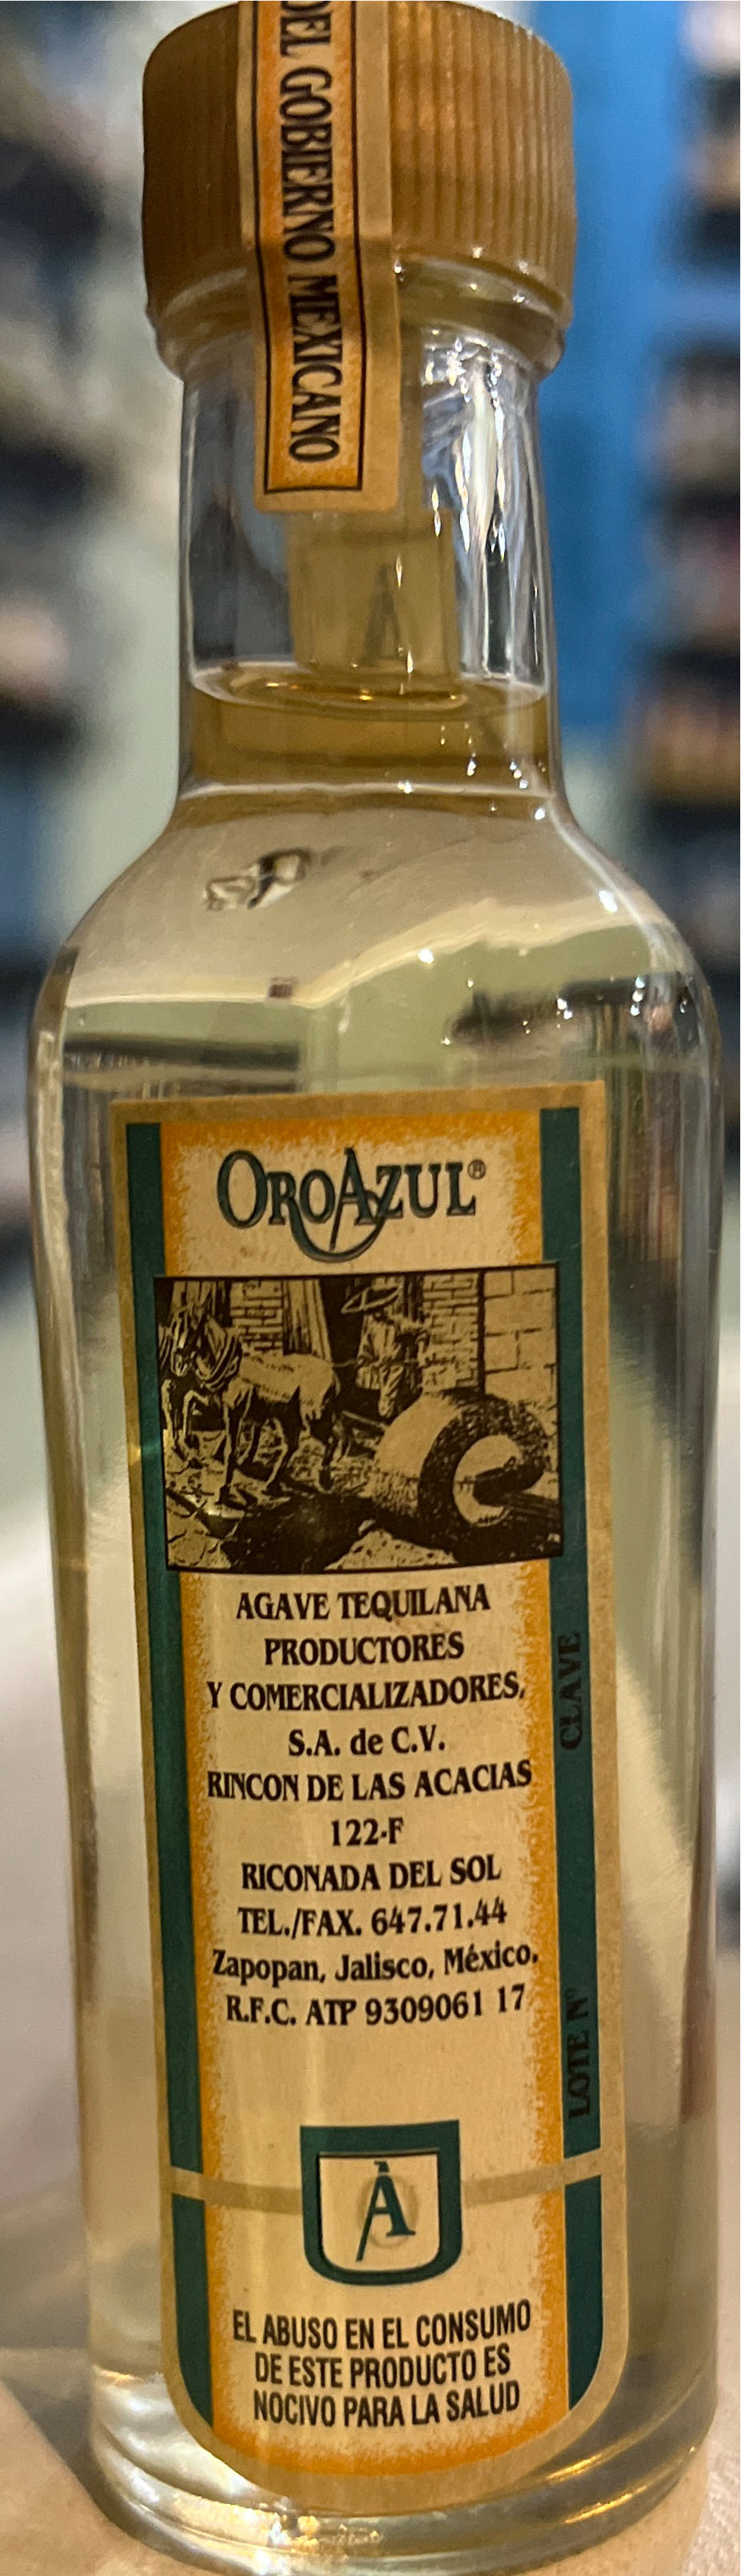 DEL GOBIERNO MEXICANO
OROAZUL®
AGAVE TEQUILANA
PRODUCTORES
Y COMERCIALIZADORES,
S.A. de C.V.
RINCON DE LAS ACACIAS
122-F
RICONADA DEL SOL
TEL./FAX. 647.71.44
Zapopan, Jalisco, México.
R.F.C. ATP 9309061 17
CLAVE
LOTE Nº
A
EL ABUSO EN EL CONSUMO
DE ESTE PRODUCTO ES
NOCIVO PARA LA SALUD